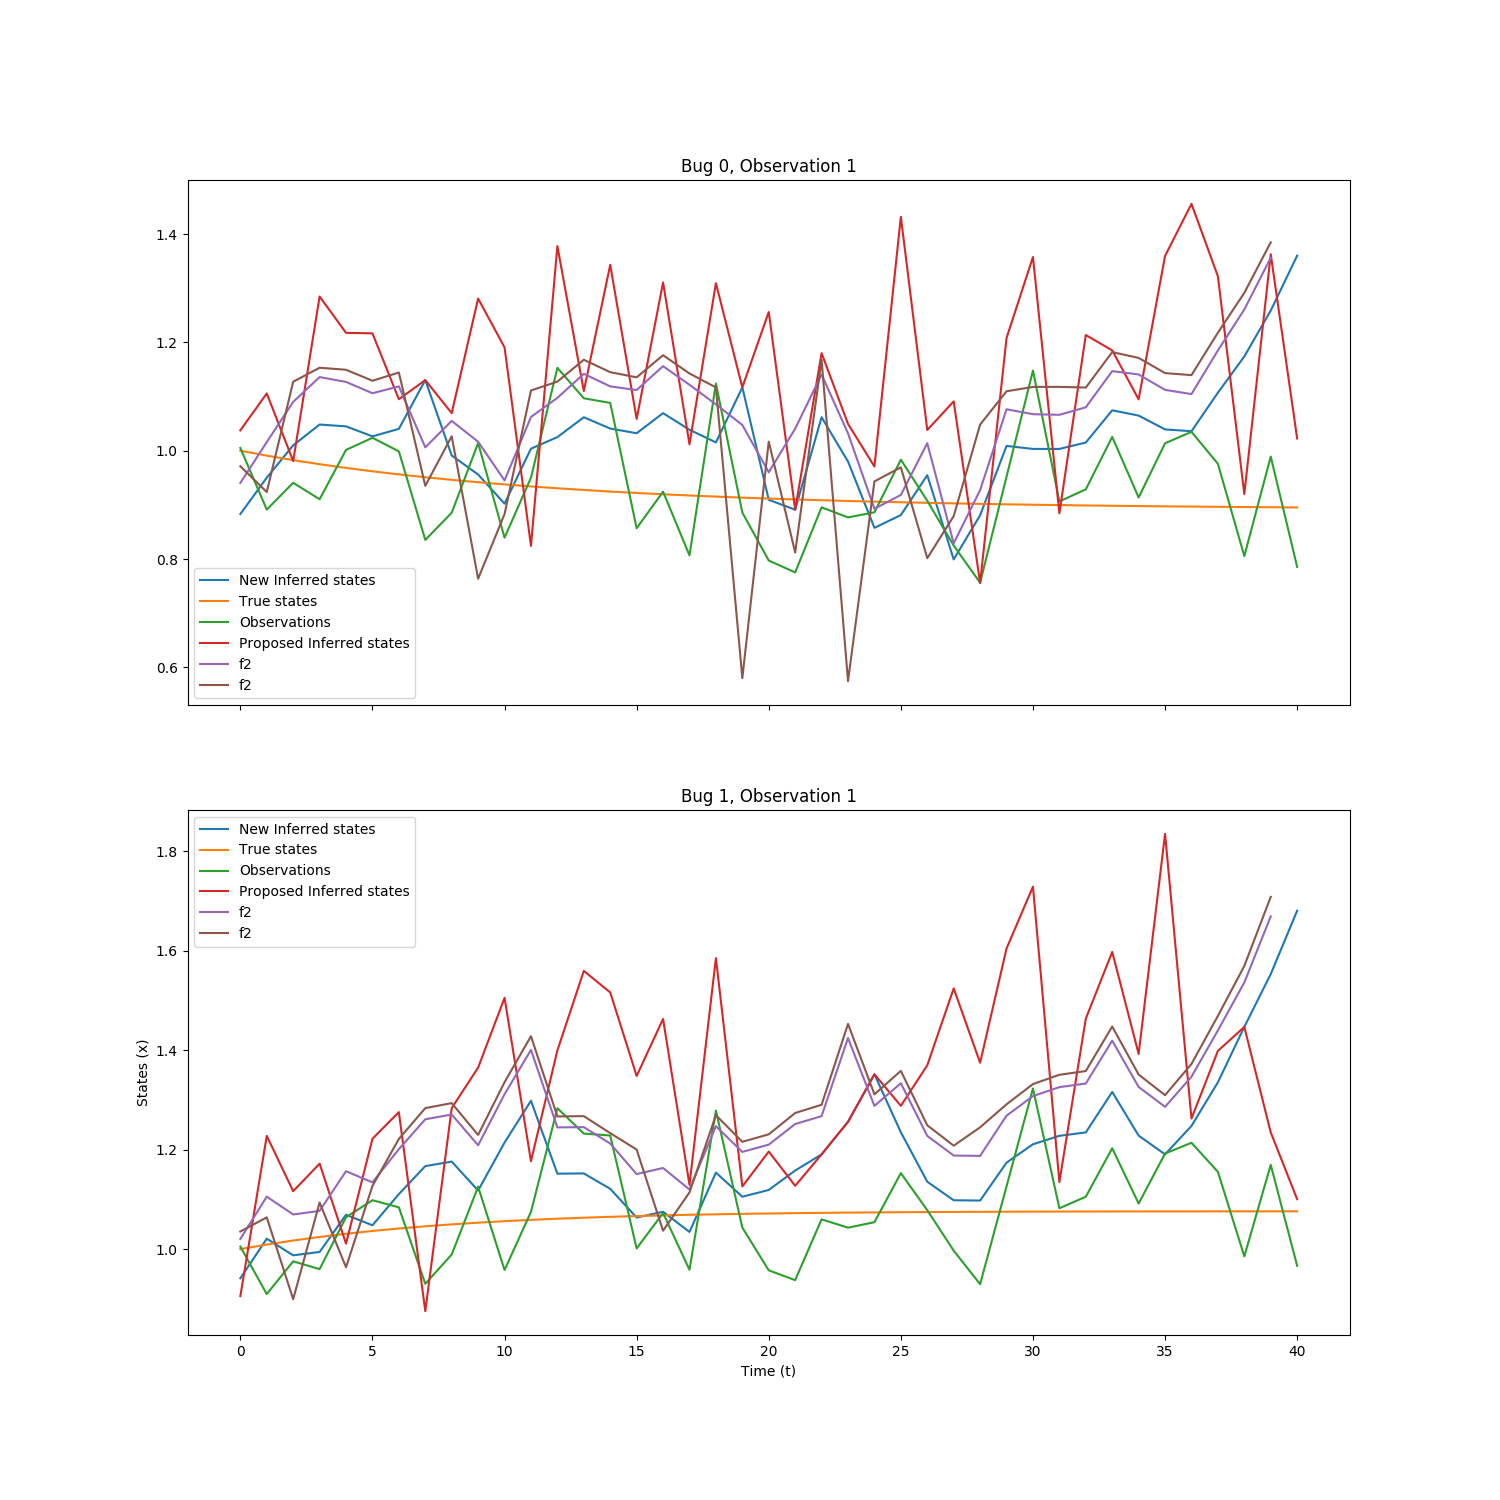 Bug 0, Observation 1
1.4
1.2
1.0
0.8
0.6
New Inferred states
True states
Observations
Proposed Inferred states
f2
f2
Bug 1, Observation 1
1.8
1.6
1.4
1.2
1.0
States (x)
New Inferred states
True states
Observations
Proposed Inferred states
f2
f2
0 5 10 15 20 25 30 35 40
Time (t)